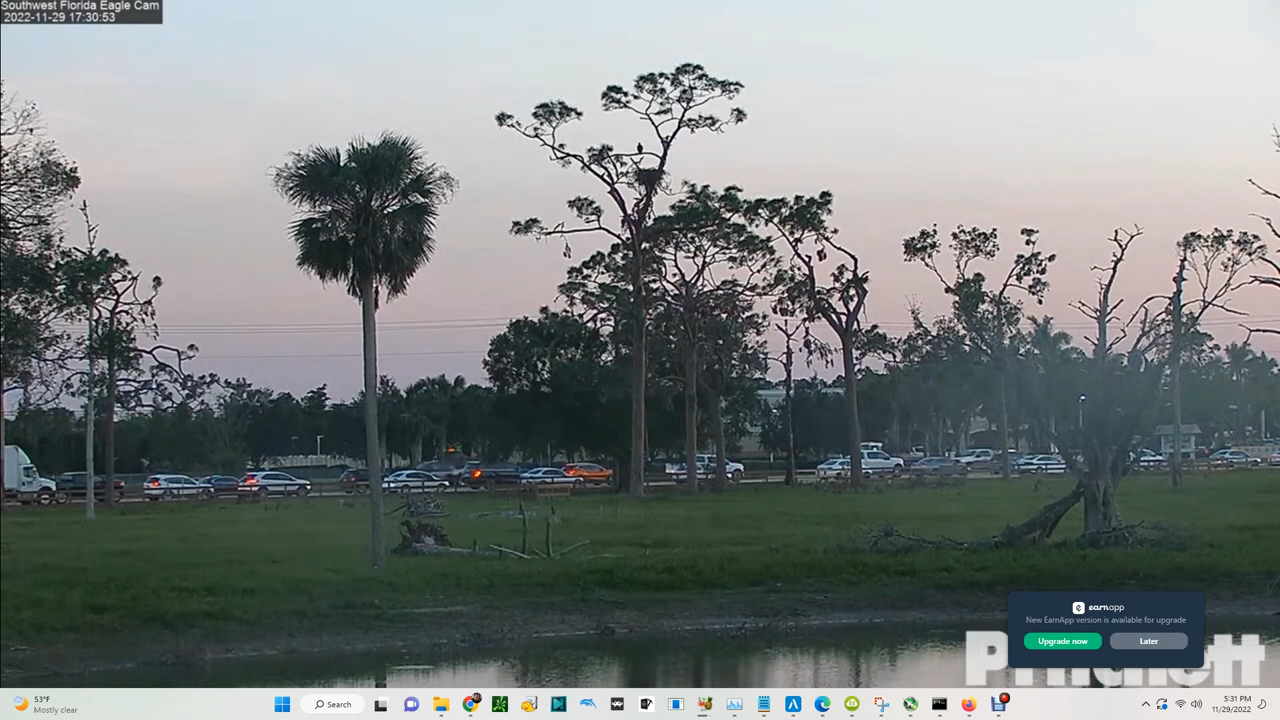 Southwest Florida Eagle Cam
2022-11-29 17:30:53
earnapp
New EarnApp version is available for upgrade
Upgrade now
Later
53°F
Mostly clear
Search
5:31 PM
11/29/2022